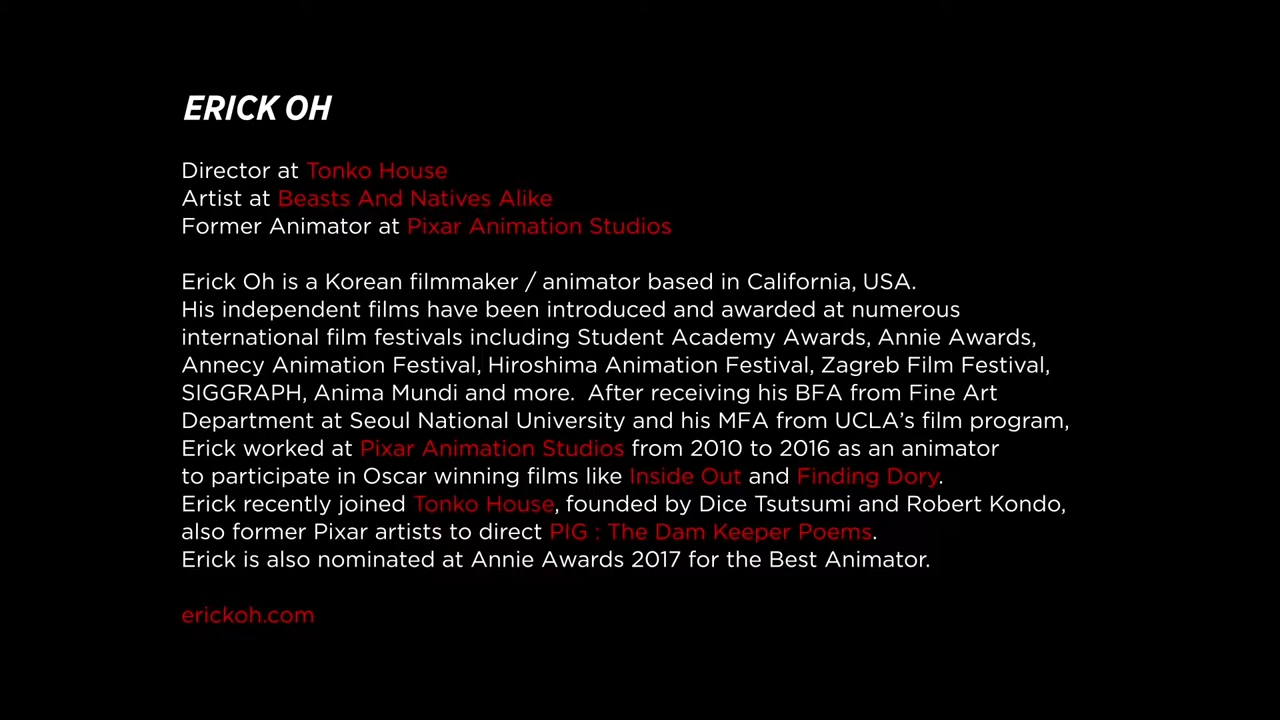 ERICK OH
Director at Tonko House
Artist at Beasts And Natives Alike
Former Animator at Pixar Animation Studios
Erick Oh is a Korean filmmaker / animator based in California, USA.
His independent films have been introduced and awarded at numerous
international film festivals including Student Academy Awards, Annie Awards,
Annecy Animation Festival, Hiroshima Animation Festival, Zagreb Film Festival,
SIGGRAPH, Anima Mundi and more.  After receiving his BFA from Fine Art
Department at Seoul National University and his MFA from UCLA’s film program,
Erick worked at Pixar Animation Studios from 2010 to 2016 as an animator
to participate in Oscar winning films like Inside Out and Finding Dory.
Erick recently joined Tonko House, founded by Dice Tsutsumi and Robert Kondo,
also former Pixar artists to direct PIG : The Dam Keeper Poems.
Erick is also nominated at Annie Awards 2017 for the Best Animator.
erickoh.com